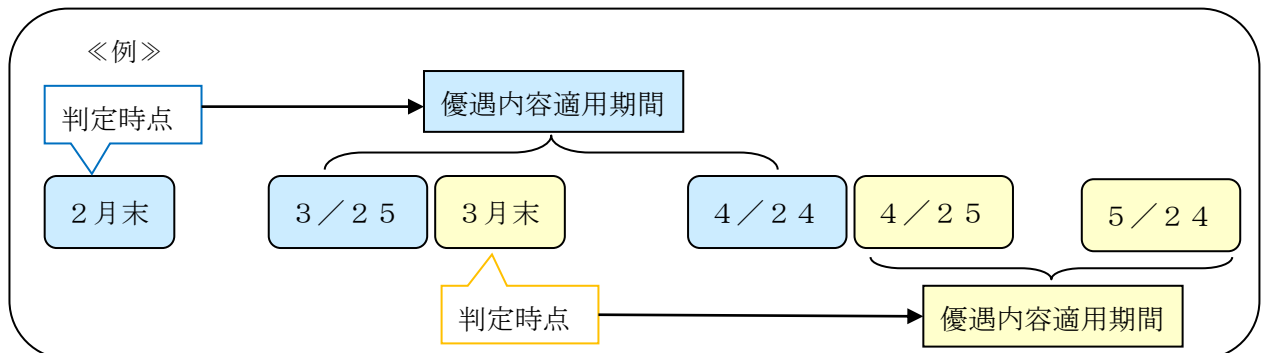 ≪例≫
判定時点
優遇内容適用期間
２月末
３／２５
３月末
４／２４
４／２５
５／２４
判定時点
優遇内容適用期間